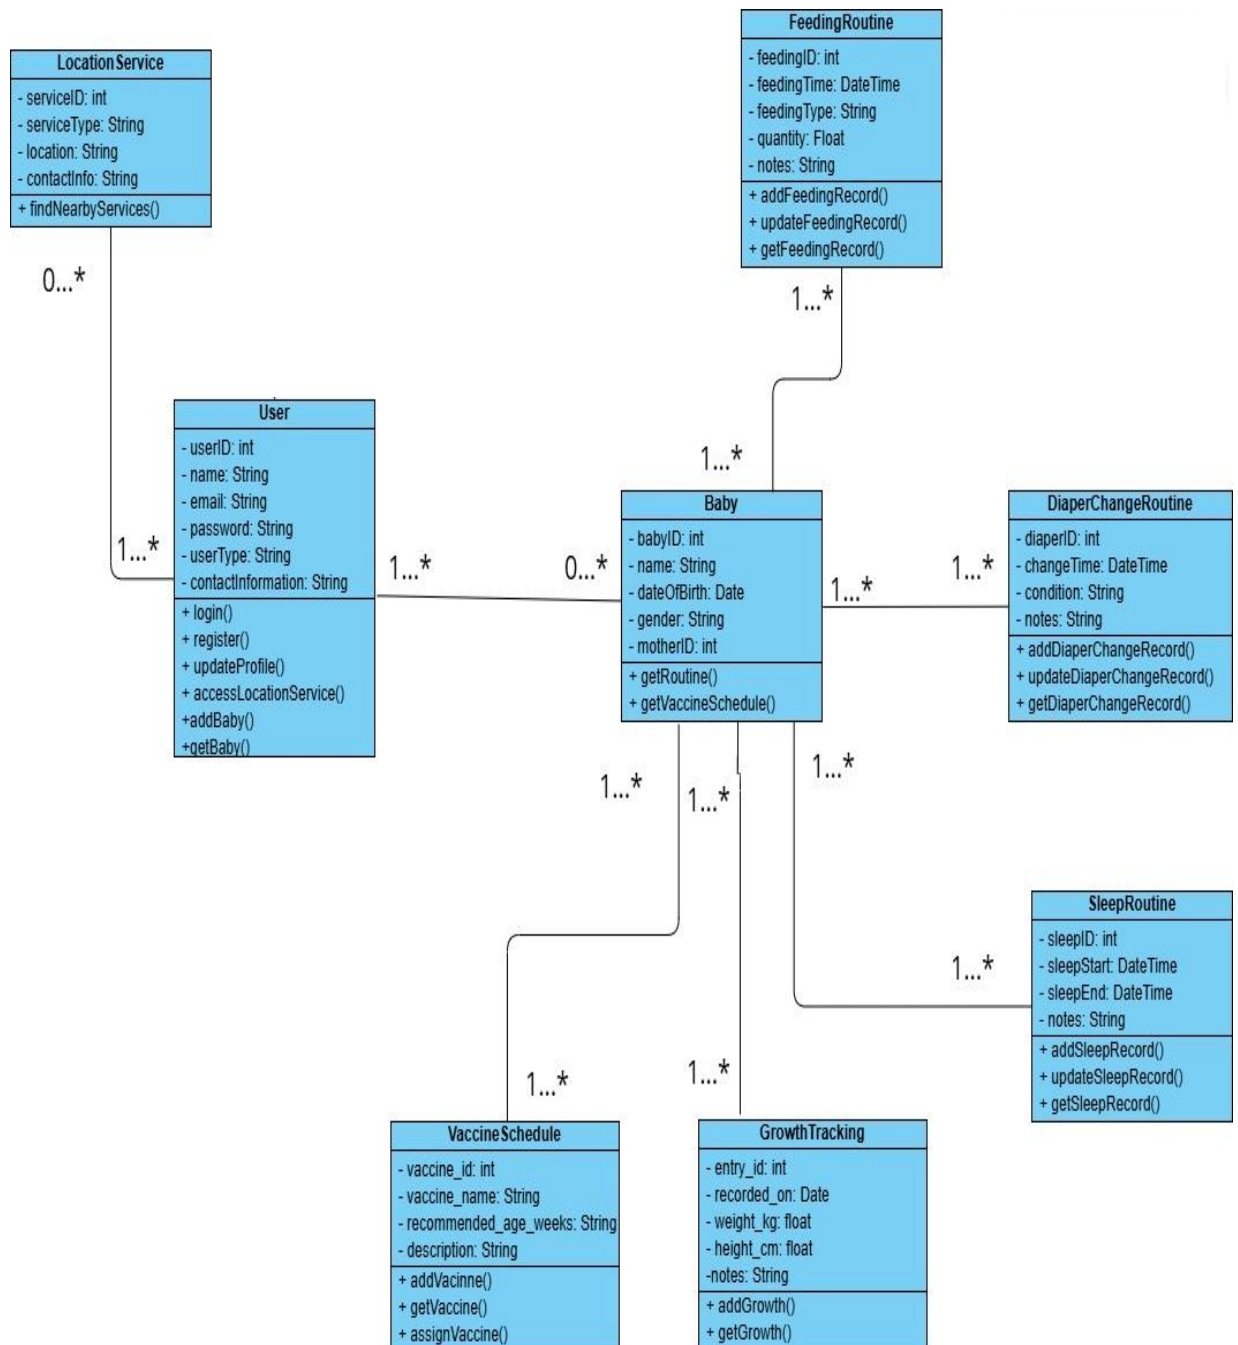 LocationService
- serviceID: int
- serviceType: String
- location: String
- contactInfo: String
+ findNearbyServices()
0...*
1...*
FeedingRoutine
- feedingID: int
- feedingTime: DateTime
- feedingType: String
- quantity: Float
- notes: String
+ addFeedingRecord()
+ updateFeedingRecord()
+ getFeedingRecord()
1...*
1...*
User
- userID: int
- name: String
- email: String
- password: String
- userType: String
- contactInformation: String
+ login()
+ register()
+ updateProfile()
+ accessLocationService()
+addBaby()
+getBaby()
1...*
0...*
Baby
- babyID: int
- name: String
- dateOfBirth: Date
- gender: String
- motherID: int
+ getRoutine()
+ getVaccineSchedule()
1...*
1...*
DiaperChangeRoutine
- diaperID: int
- changeTime: DateTime
- condition: String
- notes: String
+ addDiaperChangeRecord()
+ updateDiaperChangeRecord()
+ getDiaperChangeRecord()
1...*
1...*
1...*
1...*
SleepRoutine
- sleepID: int
- sleepStart: DateTime
- sleepEnd: DateTime
- notes: String
+ addSleepRecord()
+ updateSleepRecord()
+ getSleepRecord()
1...*
1...*
VaccineSchedule
- vaccine_id: int
- vaccine_name: String
- recommended_age_weeks: String
- description: String
+ addVacinne()
+ getVaccine()
+ assignVaccine()
GrowthTracking
- entry_id: int
- recorded_on: Date
- weight_kg: float
- height_cm: float
-notes: String
+ addGrowth()
+ getGrowth()